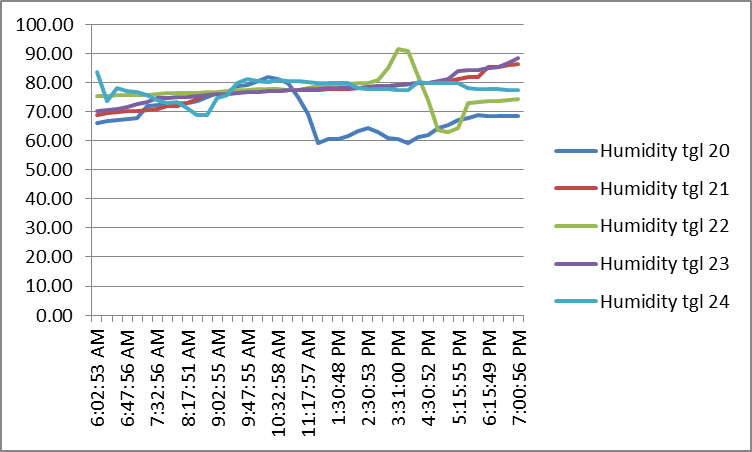 100.00
90.00
80.00
70.00
60.00
50.00
40.00
30.00
20.00
10.00
0.00
6:02:53 AM
6:47:56 AM
7:32:56 AM
8:17:51 AM
9:02:55 AM
9:47:55 AM
10:32:58 AM
11:17:57 AM
1:30:48 PM
2:30:53 PM
3:31:00 PM
4:30:52 PM
5:15:55 PM
6:15:49 PM
7:00:56 PM
Humidity tgl 20
Humidity tgl 21
Humidity tgl 22
Humidity tgl 23
Humidity tgl 24